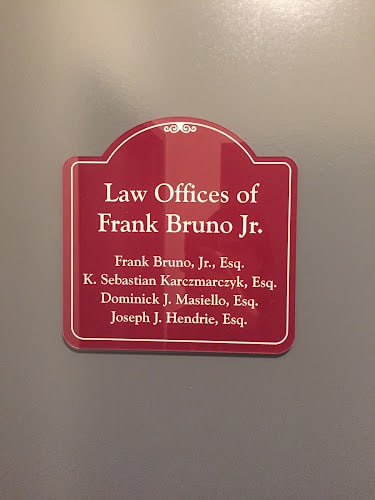 Law Offices of
Frank Bruno Jr.
Frank Bruno, Jr., Esq.
K. Sebastian Karczmarczyk, Esq.
Dominick J. Masiello, Esq.
Joseph J. Hendrie, Esq.